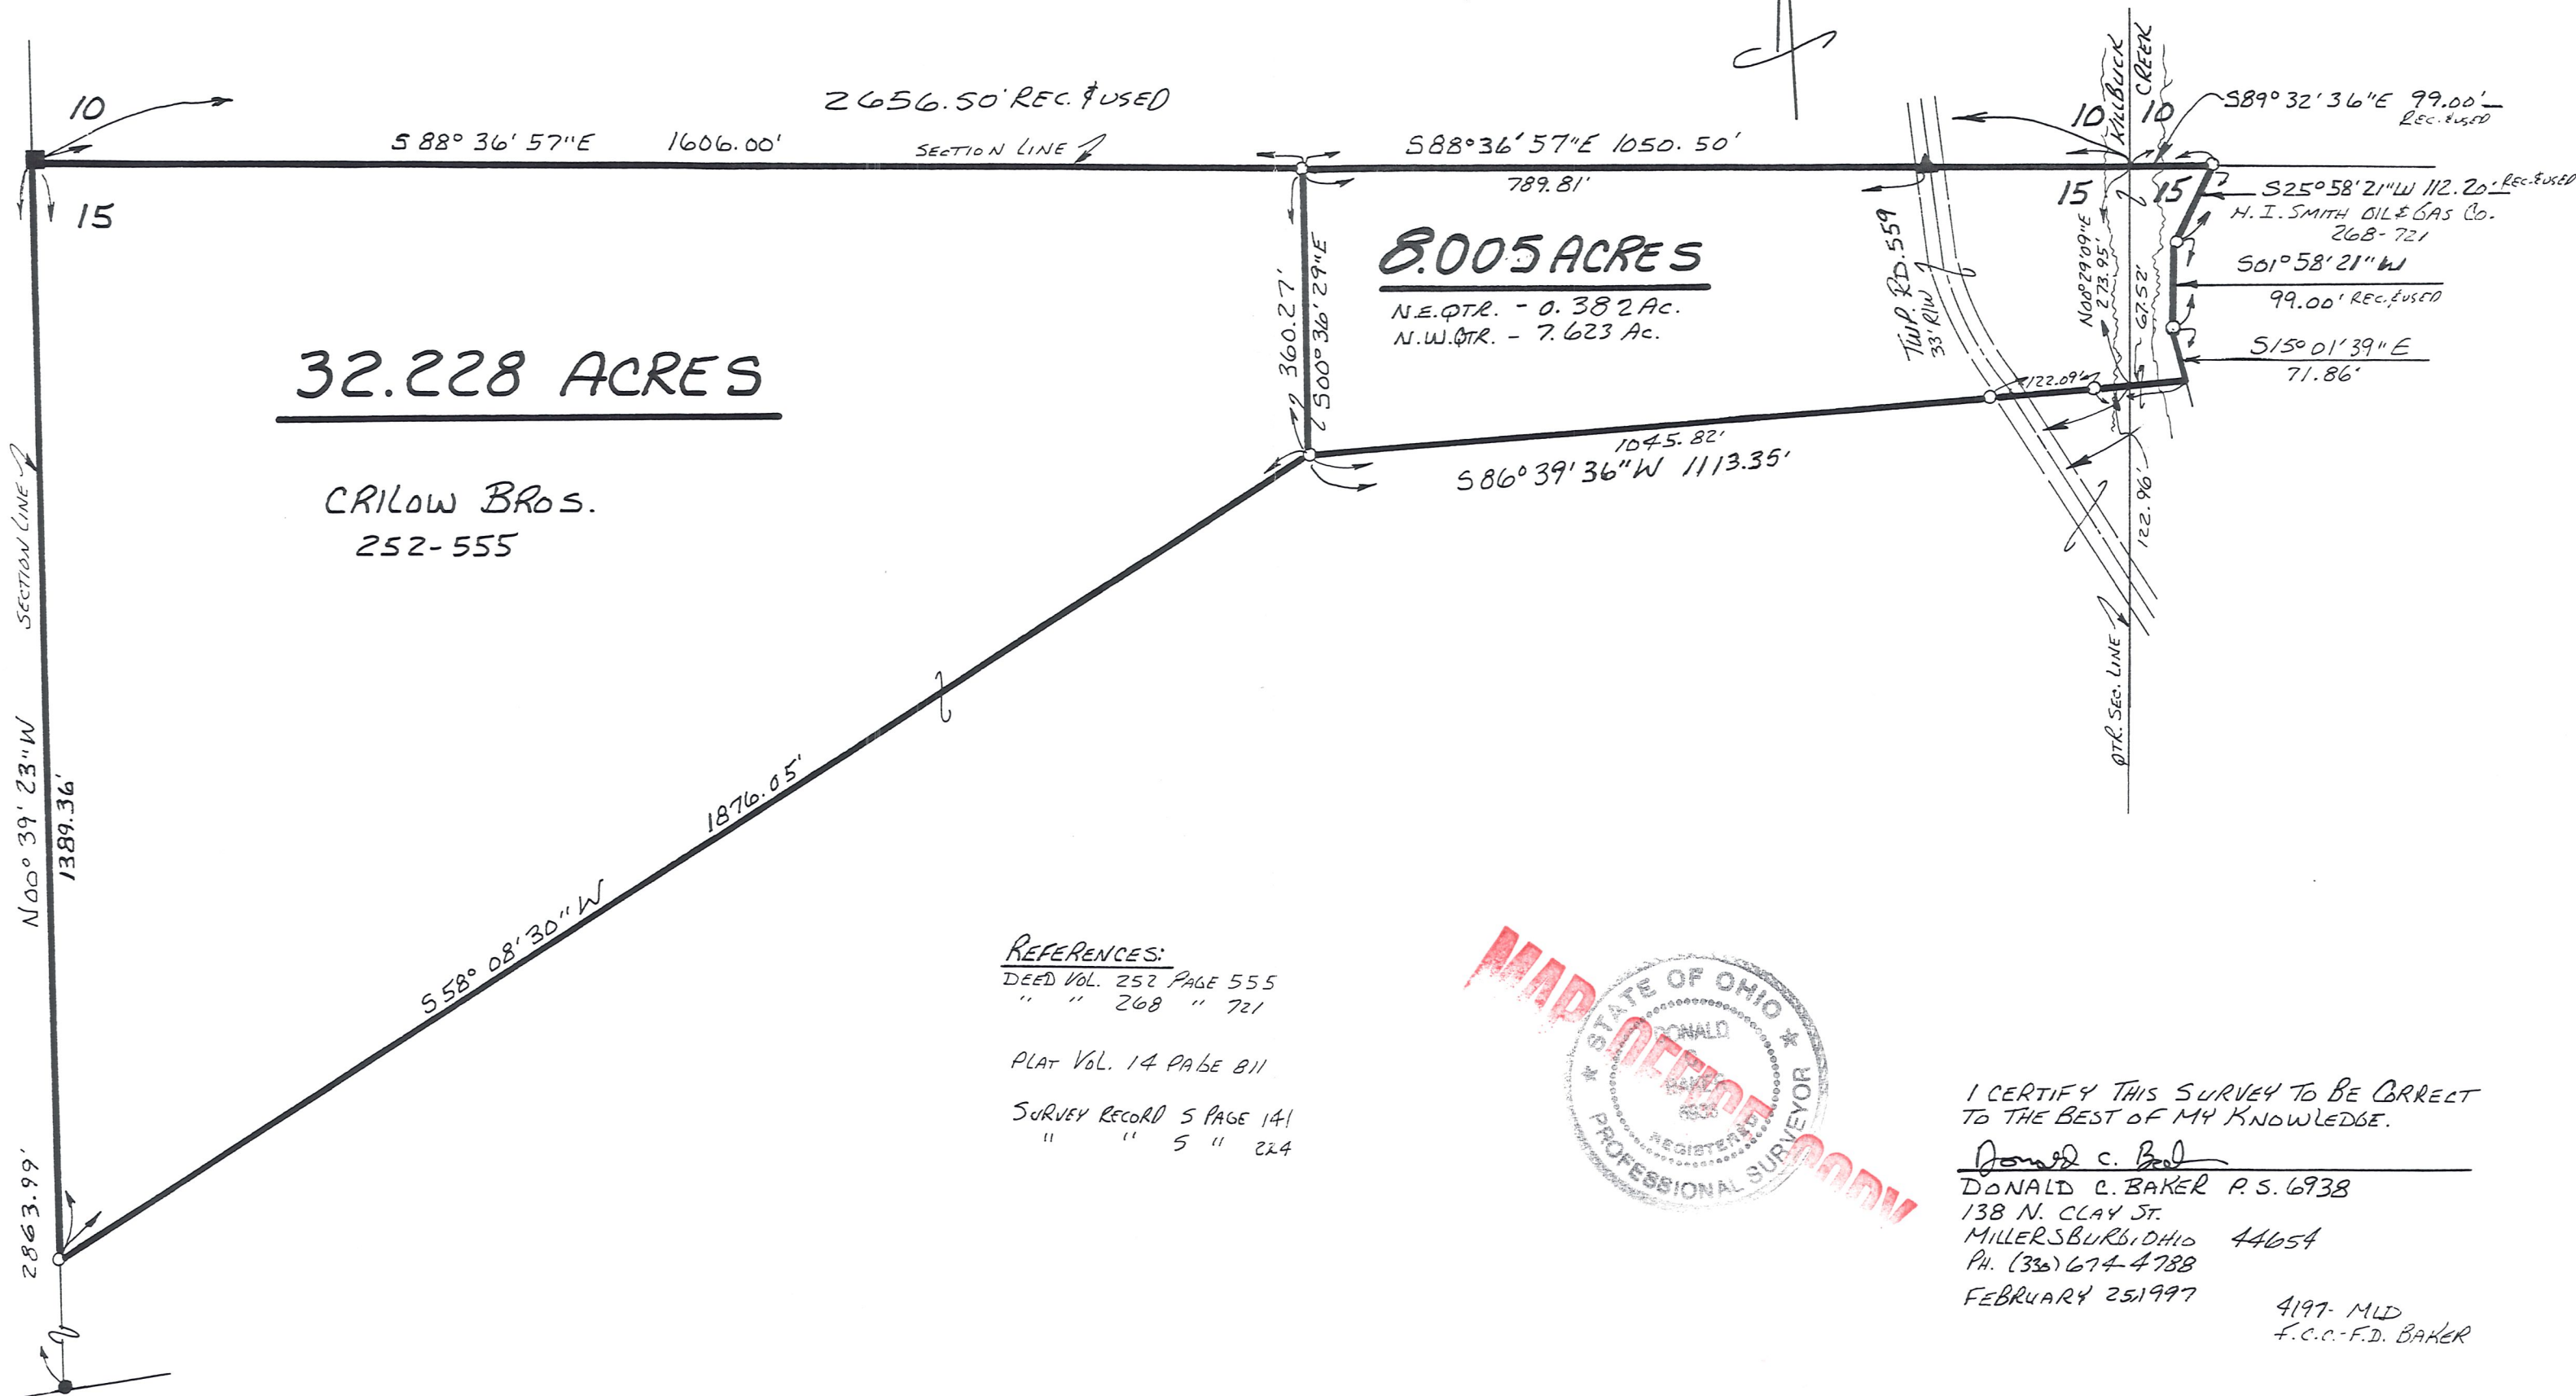 10
2656.50' REC. & USED
S 88° 36' 57" E 1606.00'
SECTION LINE
S88° 36' 57" E 1050.50'
789.81'
10 10
KILLBUCK
CREEK
S89° 32' 36" E 99.00'
REC. & USED
15
15 15
S25° 58' 21" W 112.20' REC. & USED
H. I. SMITH OIL & GAS CO.
268-721
S01° 58' 21" W
99.00' REC. & USED
S15° 01' 39" E
71.86'
N00° 29' 09" E
273.95'
67.52'
TWP. RD. 559
33' R/W
8.005 ACRES
N.E. QTR. - 0.382 AC.
N.W. QTR. - 7.623 AC.
360.27'
S00° 36' 29" E
32.228 ACRES
CRILOW BROS.
252-555
122.09'
1045.82'
S86° 39' 36" W 1113.35'
122.96'
QTR. SEC. LINE
SECTION LINE
N00° 39' 23" W
1389.36'
2863.99'
1876.05'
S58° 08' 30" W
REFERENCES:
DEED VOL. 252 PAGE 555
" " 268 " 721
PLAT VOL. 14 PAGE 811
SURVEY RECORD 5 PAGE 141
" " 5 " 224
MAP OFFICE COPY
STATE OF OHIO
DONALD
C.
BAKER
6938
REGISTERED
PROFESSIONAL SURVEYOR
I CERTIFY THIS SURVEY TO BE CORRECT
TO THE BEST OF MY KNOWLEDGE.
Donald C. Baker
DONALD C. BAKER P.S. 6938
138 N. CLAY ST.
MILLERSBURG, OHIO 44654
PH. (330) 674-4788
FEBRUARY 25, 1997
4197- MLD
F.C.C.-F.D. BAKER